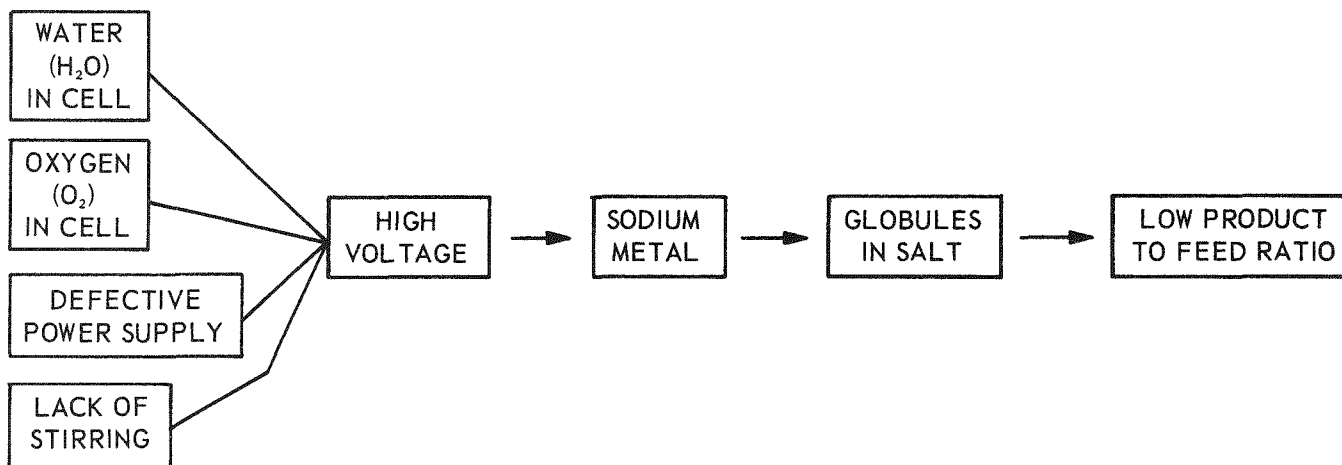 WATER
(H₂O)
IN CELL
OXYGEN
(O₂)
IN CELL
DEFECTIVE
POWER SUPPLY
LACK OF
STIRRING
HIGH
VOLTAGE
SODIUM
METAL
GLOBULES
IN SALT
LOW PRODUCT
TO FEED RATIO